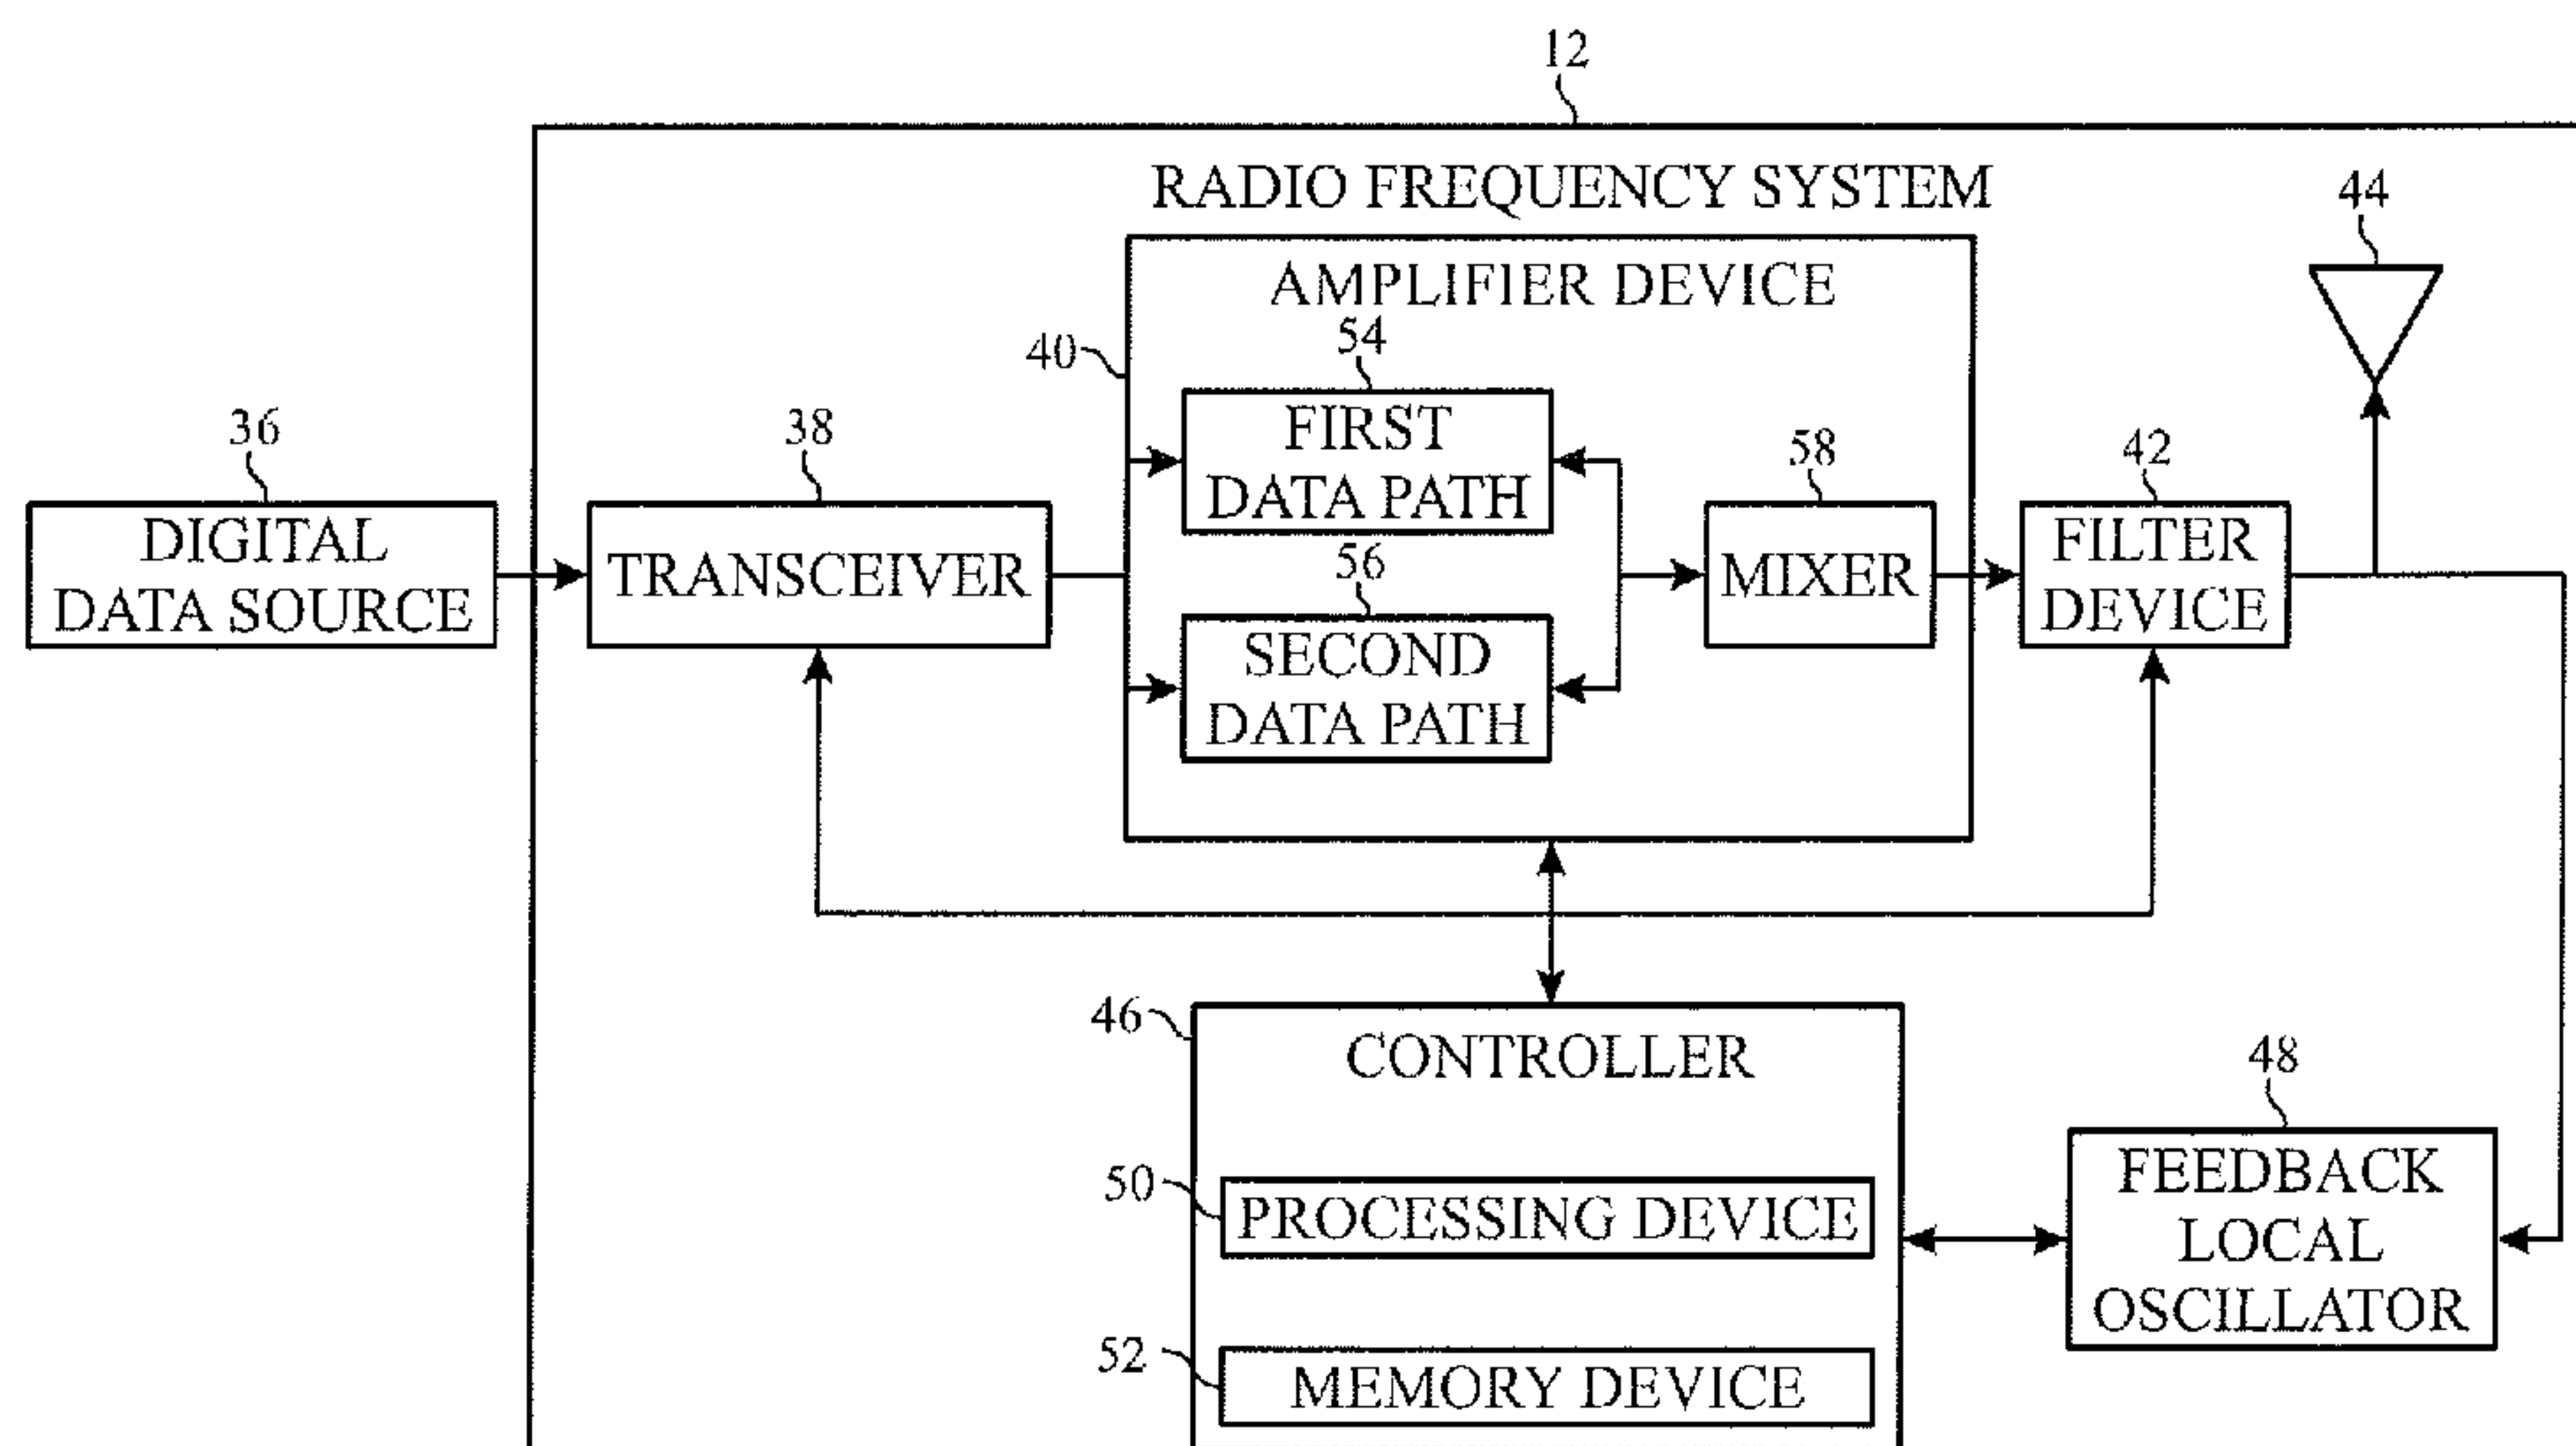 12
RADIO FREQUENCY SYSTEM
44
AMPLIFIER DEVICE
40
54
FIRST
DATA PATH
36
DIGITAL
DATA SOURCE
38
TRANSCEIVER
56
SECOND
DATA PATH
58
MIXER
42
FILTER
DEVICE
46
CONTROLLER
50
PROCESSING DEVICE
52
MEMORY DEVICE
48
FEEDBACK
LOCAL
OSCILLATOR